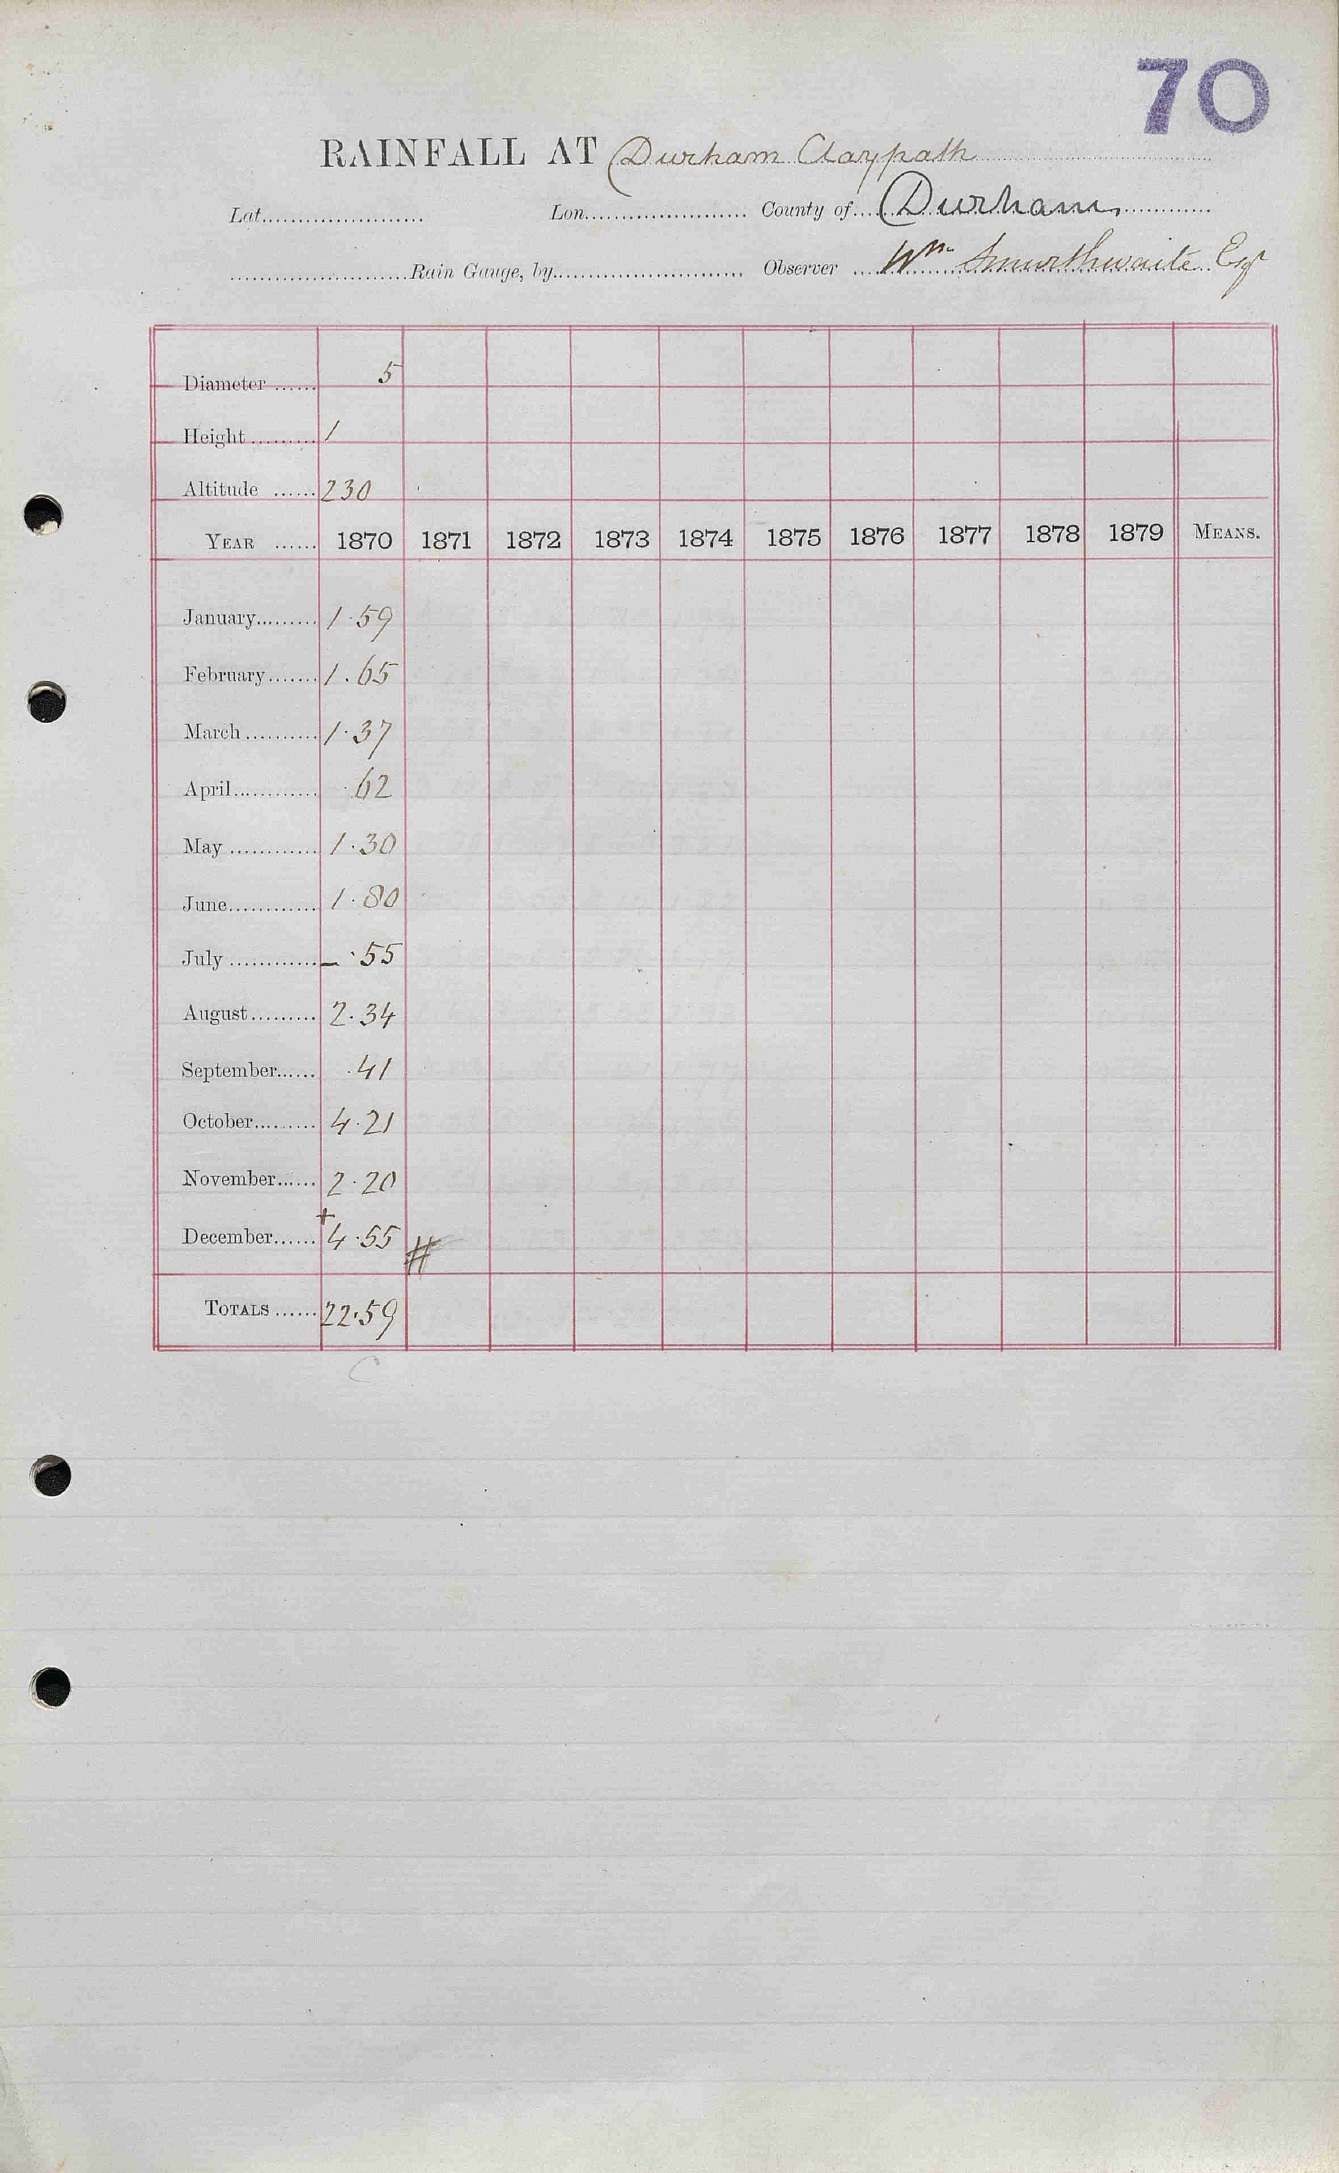 70
RAINFALL AT Durham Claypath
Lat. Lon. County of Durham
Rain Gauge, by Observer Wm Smurthwaite Esqr
Diameter 5
Height 1
Altitude 230
YEAR 1870 1871 1872 1873 1874 1875 1876 1877 1878 1879 MEANS.
January 1.59
February 1.65
March 1.37
April .62
May 1.30
June 1.80
July – .55
August 2.34
September .41
October 4.21
November 2.20
December + 4.55 #
TOTALS 22.59
C